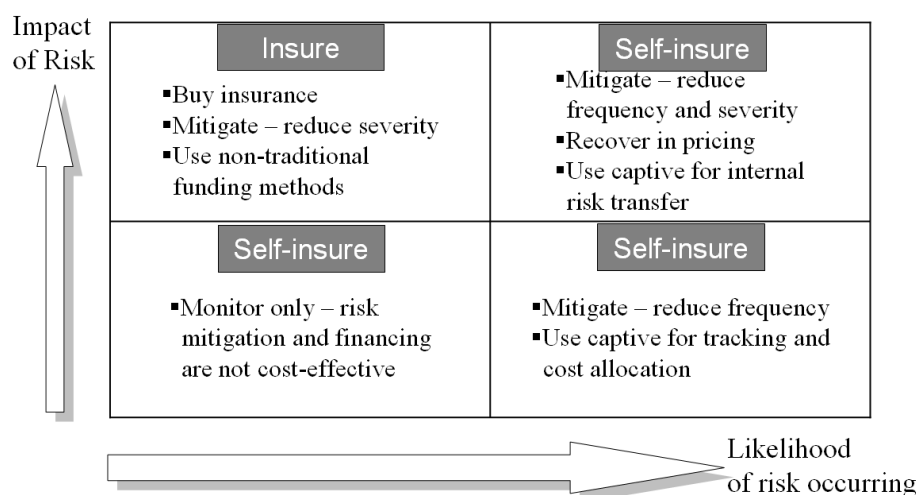 Impact
of Risk
Insure
▪Buy insurance
▪Mitigate – reduce severity
▪Use non-traditional
funding methods
Self-insure
▪Mitigate – reduce
frequency and severity
▪Recover in pricing
▪Use captive for internal
risk transfer
Self-insure
▪Monitor only – risk
mitigation and financing
are not cost-effective
Self-insure
▪Mitigate – reduce frequency
▪Use captive for tracking and
cost allocation
Likelihood
of risk occurring